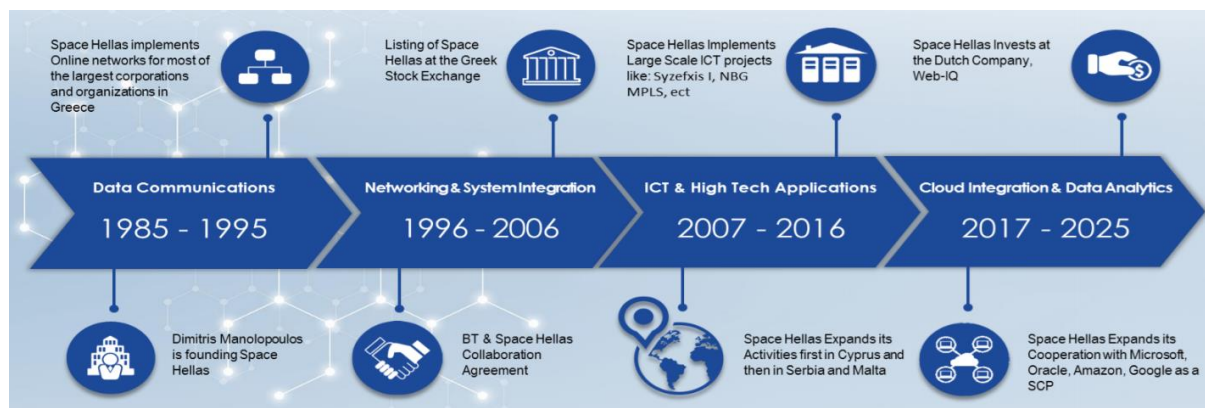 Space Hellas implements
Online networks for most of
the largest corporations
and organizations in
Greece
Listing of Space
Hellas at the Greek
Stock Exchange
Space Hellas Implements
Large Scale ICT projects
like: Syzefxis I, NBG
MPLS, ect
Space Hellas Invests at
the Dutch Company,
Web-IQ
Data Communications
1985 - 1995
Networking & System Integration
1996 - 2006
ICT & High Tech Applications
2007 - 2016
Cloud Integration & Data Analytics
2017 - 2025
Dimitris Manolopoulos
is founding Space
Hellas
BT & Space Hellas
Collaboration
Agreement
Space Hellas Expands its
Activities first in Cyprus and
then in Serbia and Malta
Space Hellas Expands its
Cooperation with Microsoft,
Oracle, Amazon, Google as a
SCP